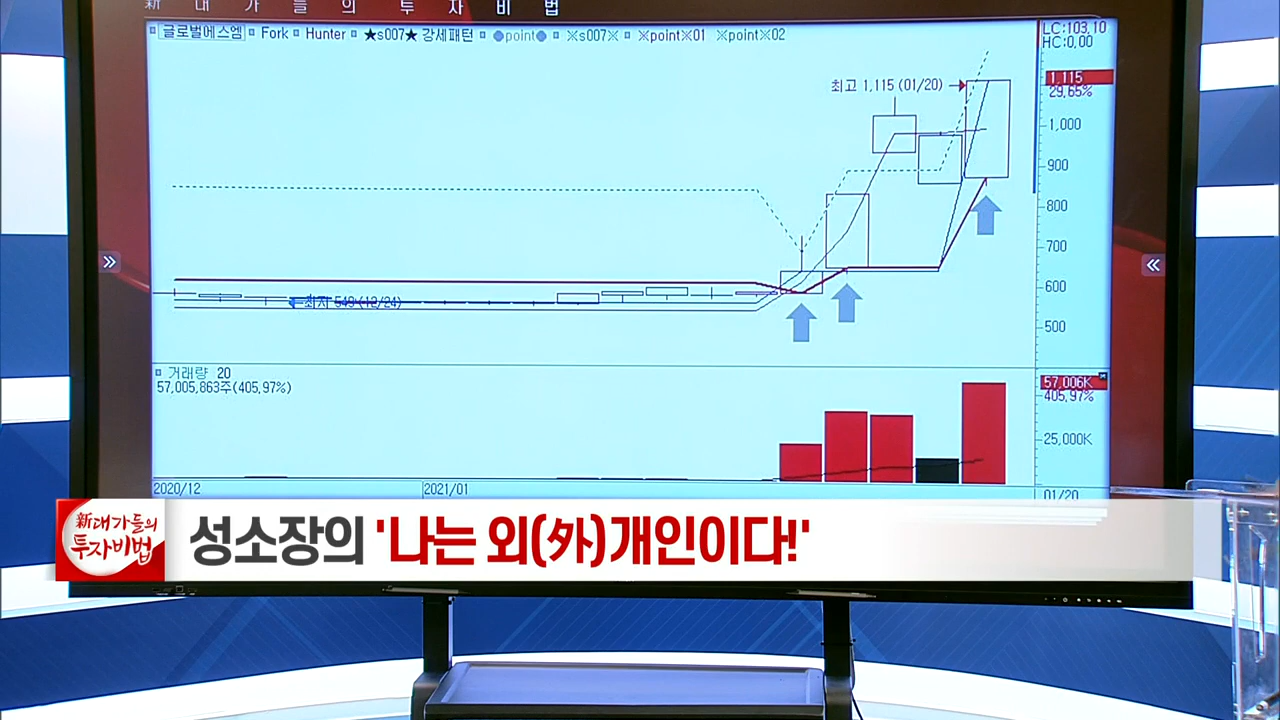 新 대 가 들 의 투 자 비 법
글로벌에스엠 Fork Hunter ★s007★ 강세패턴 ●point● ※s007※ ※point※01 ※point※02
LC:103,10
HC:0,00
최고 1,115 (01/20)
1,115
29,65%
1,000
900
800
700
600
500
최저 549 (12/24)
거래량 20
57,005,863주(405,97%)
57,006K
405,97%
25,000K
2020/12 2021/01 01/20
新대가들의
투자비법
성소장의 '나는 외(外)개인이다!'